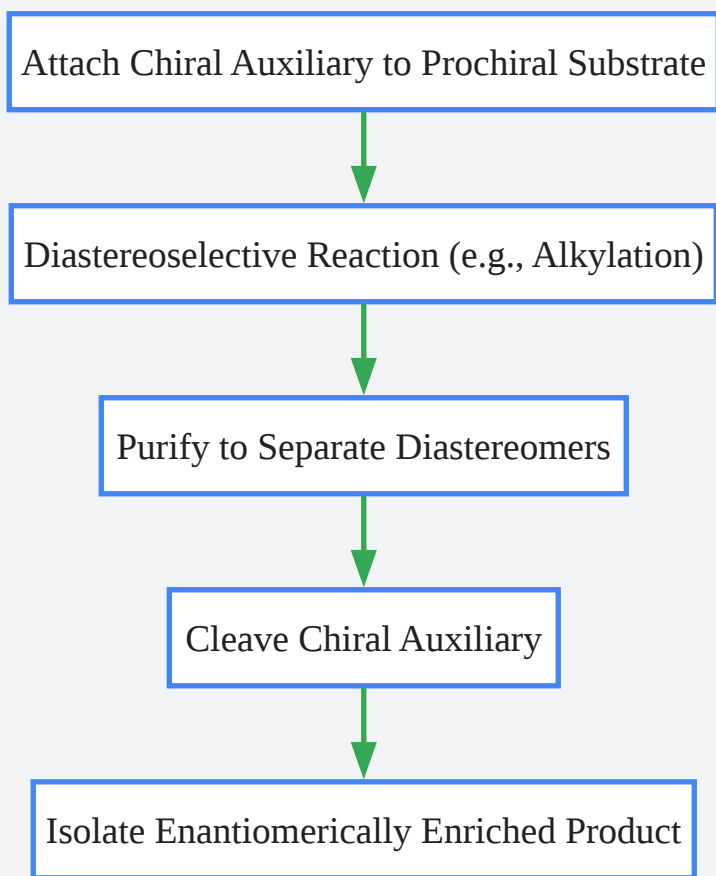 Attach Chiral Auxiliary to Prochiral Substrate
Diastereoselective Reaction (e.g., Alkylation)
Purify to Separate Diastereomers
Cleave Chiral Auxiliary
Isolate Enantiomerically Enriched Product